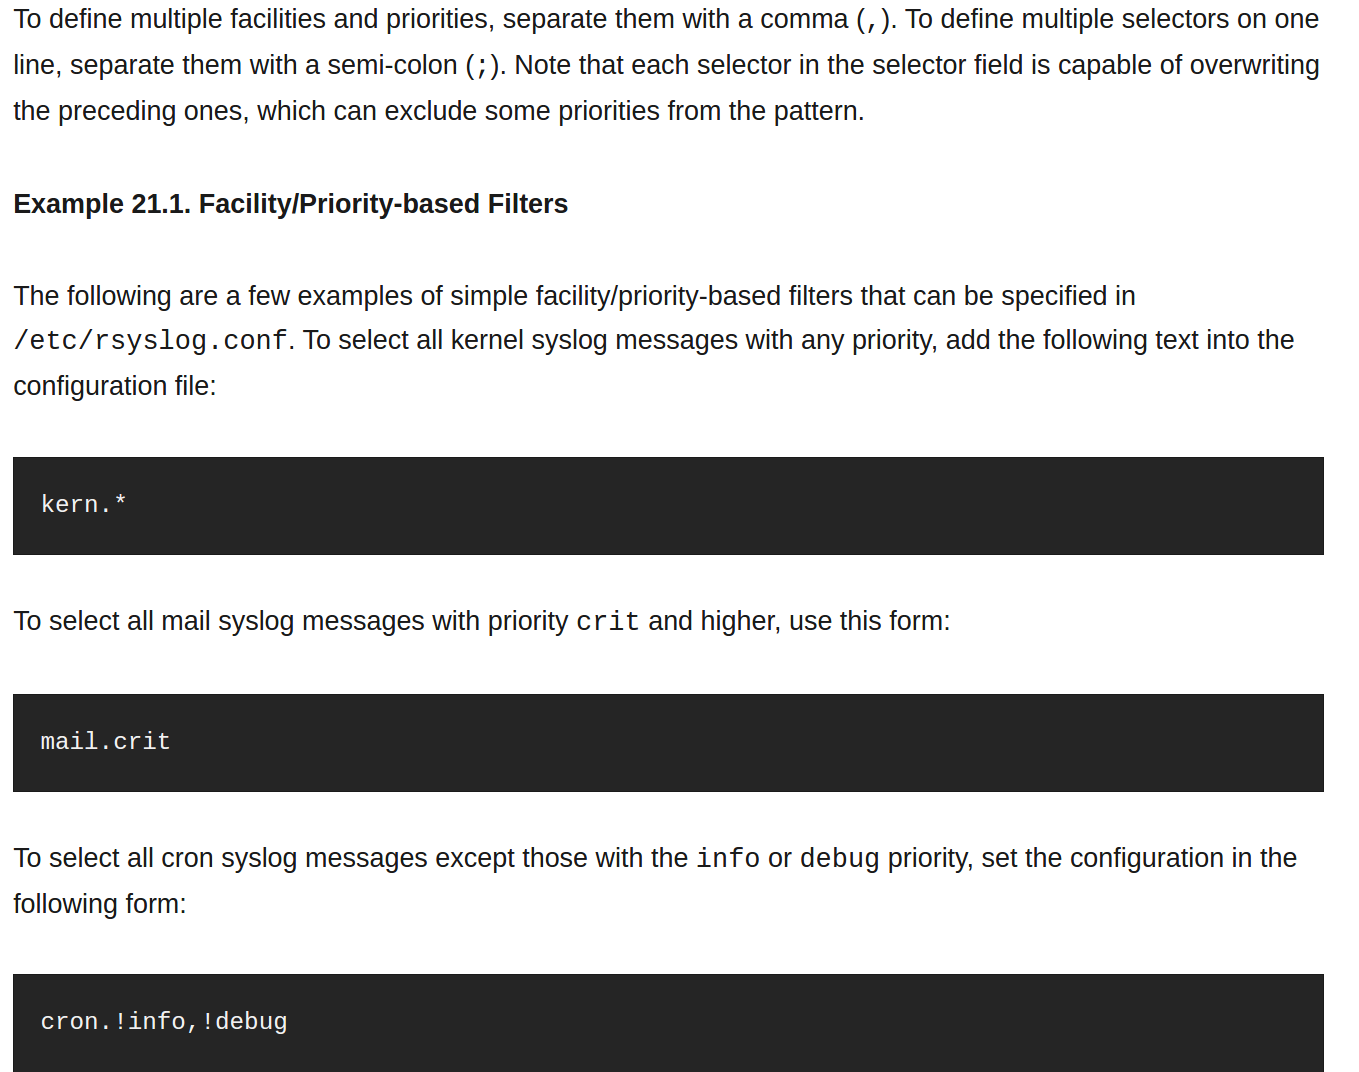 To define multiple facilities and priorities, separate them with a comma (,). To define multiple selectors on one
line, separate them with a semi-colon (;). Note that each selector in the selector field is capable of overwriting
the preceding ones, which can exclude some priorities from the pattern.
Example 21.1. Facility/Priority-based Filters
The following are a few examples of simple facility/priority-based filters that can be specified in
/etc/rsyslog.conf. To select all kernel syslog messages with any priority, add the following text into the
configuration file:
kern.*
To select all mail syslog messages with priority crit and higher, use this form:
mail.crit
To select all cron syslog messages except those with the info or debug priority, set the configuration in the
following form:
cron.!info,!debug